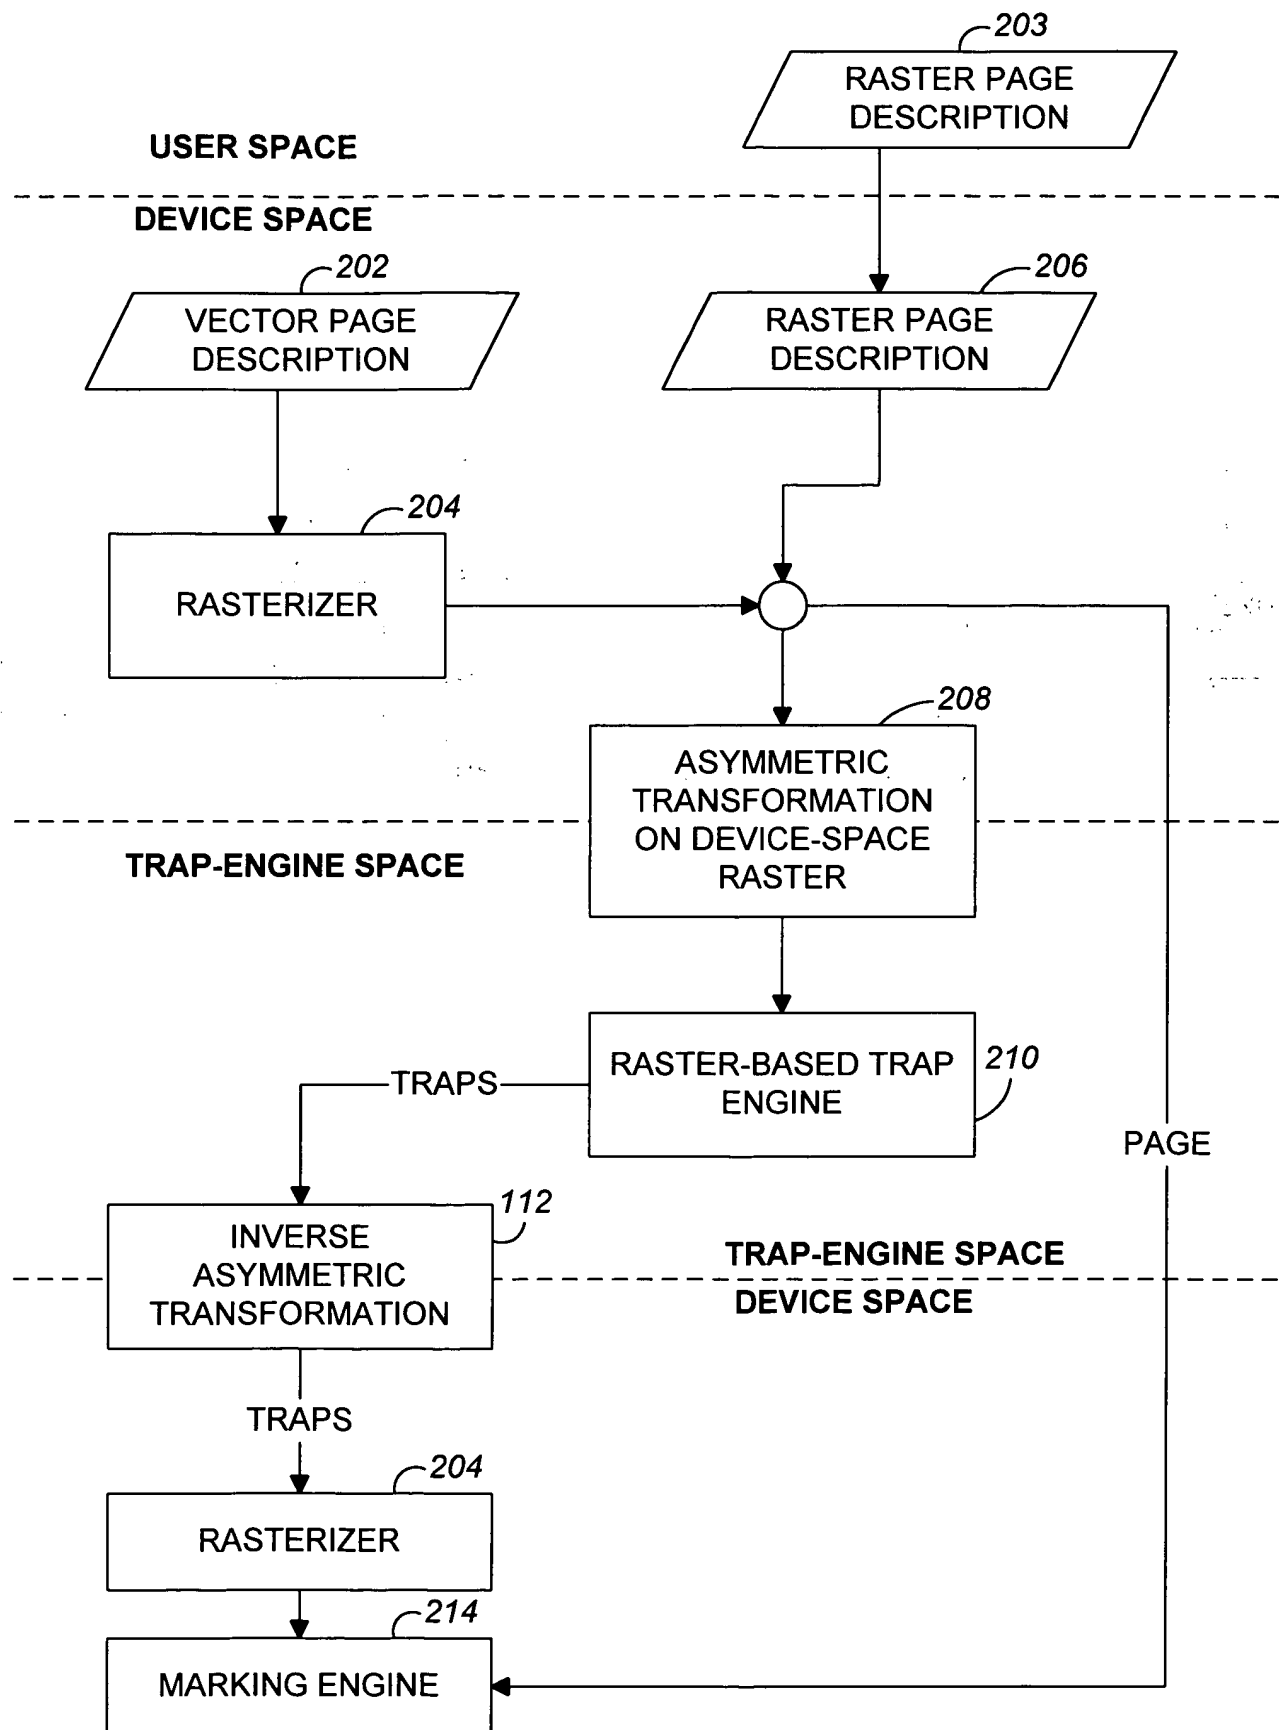 203
RASTER PAGE
DESCRIPTION
USER SPACE
DEVICE SPACE
202
VECTOR PAGE
DESCRIPTION
206
RASTER PAGE
DESCRIPTION
204
RASTERIZER
208
ASYMMETRIC
TRANSFORMATION
ON DEVICE-SPACE
RASTER
TRAP-ENGINE SPACE
RASTER-BASED TRAP
ENGINE
210
TRAPS
PAGE
112
INVERSE
ASYMMETRIC
TRANSFORMATION
TRAP-ENGINE SPACE
DEVICE SPACE
TRAPS
204
RASTERIZER
214
MARKING ENGINE